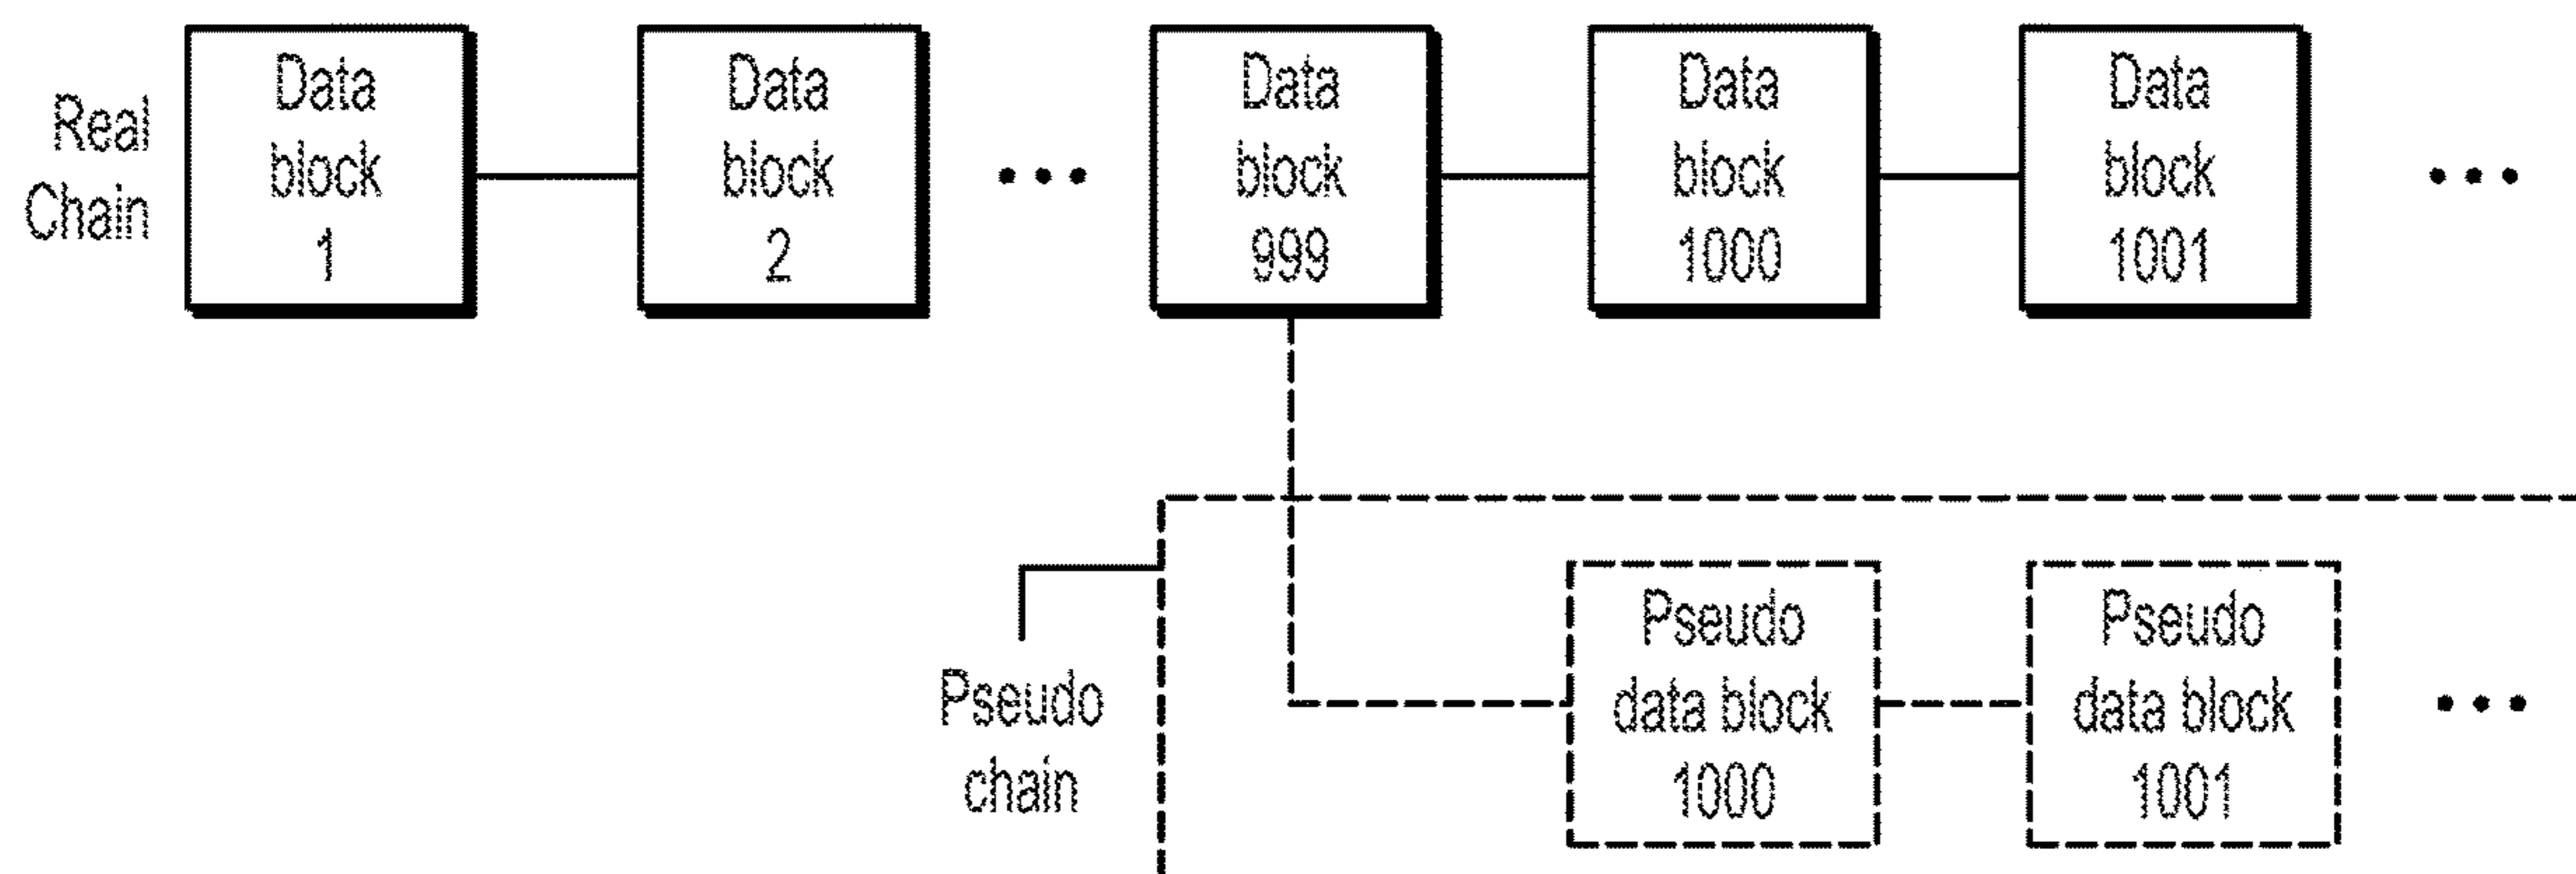 Real
Chain
Data
block
1
Data
block
2
Data
block
999
Data
block
1000
Data
block
1001
Pseudo
chain
Pseudo
data block
1000
Pseudo
data block
1001